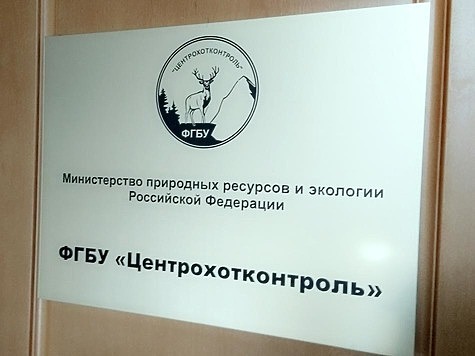 "ЦЕНТРОХОТКОНТРОЛЬ"
ФГБУ
Министерство природных ресурсов и экологии
Российской Федерации
ФГБУ «Центрохотконтроль»